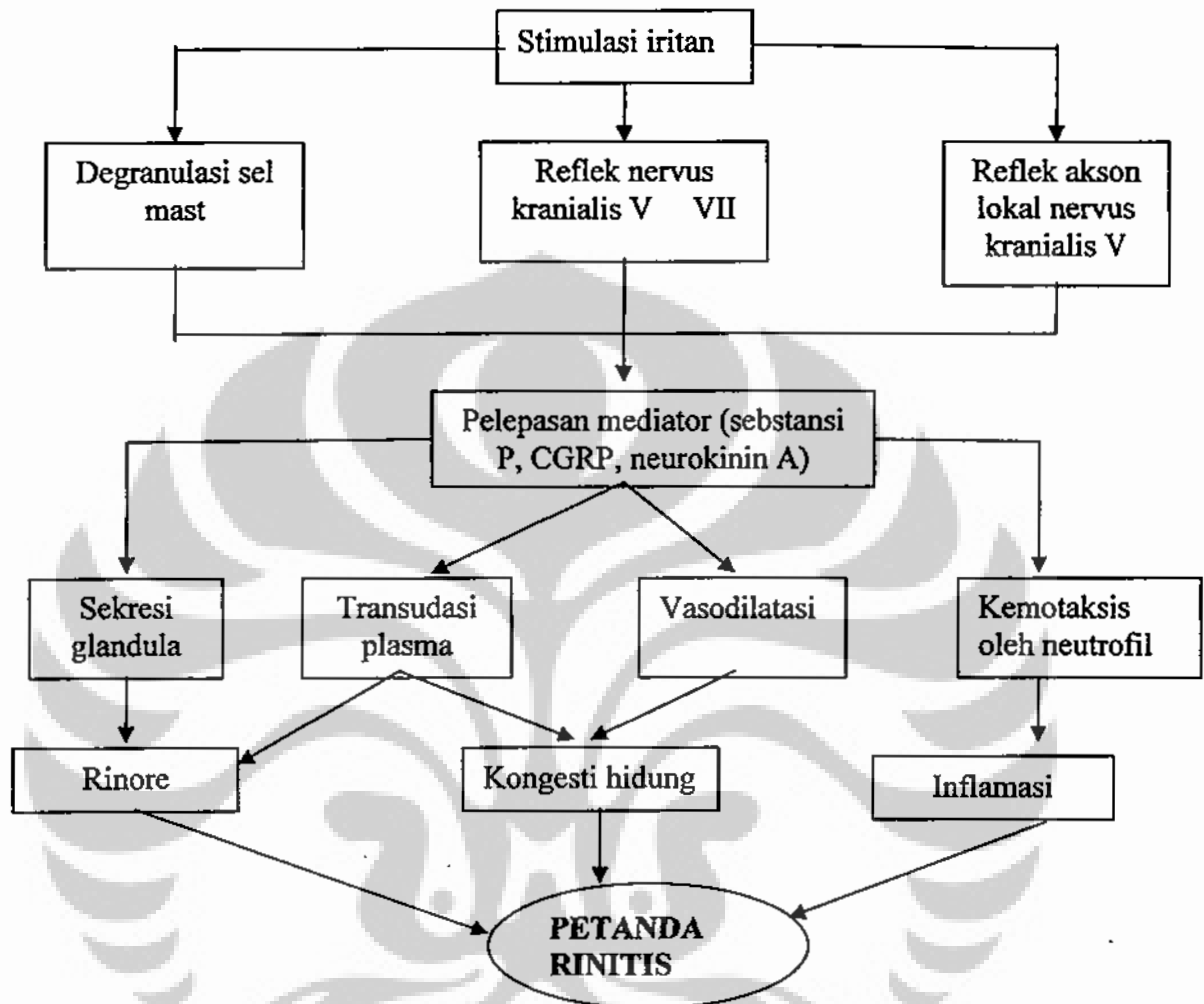 Stimulasi iritan
Degranulasi sel
mast
Reflek nervus
kranialis V VII
Reflek akson
lokal nervus
kranialis V
Pelepasan mediator (sebstansi
P, CGRP, neurokinin A)
Sekresi
glandula
Transudasi
plasma
Vasodilatasi
Kemotaksis
oleh neutrofil
Rinore
Kongesti hidung
Inflamasi
PETANDA
RINITIS